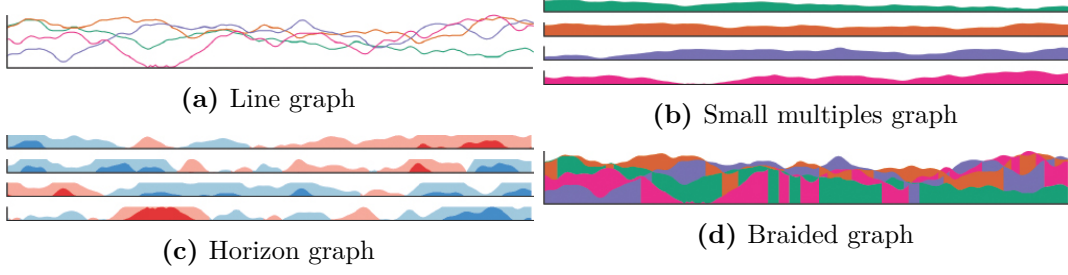 (a) Line graph
(b) Small multiples graph
(c) Horizon graph
(d) Braided graph